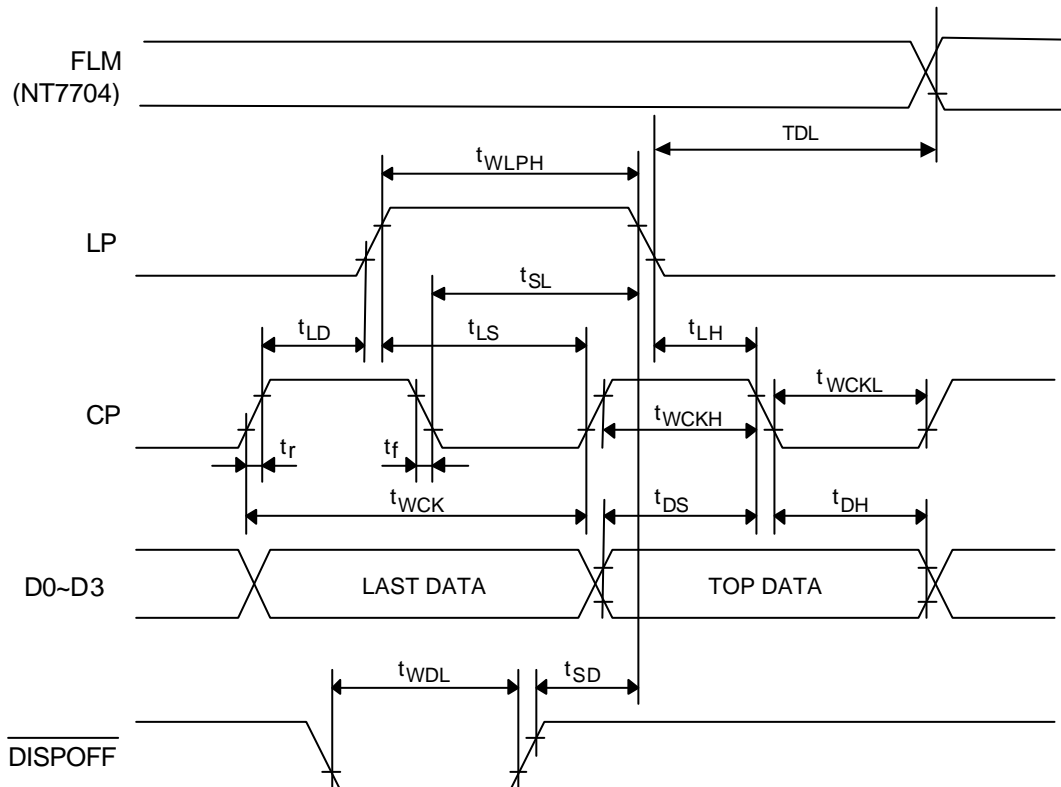 FLM
(NT7704)
TDL
tWLPH
LP
tSL
tLD
tLS
tLH
tWCKL
CP
tWCKH
tr
tf
tWCK
tDS
tDH
D0~D3
LAST DATA
TOP DATA
tWDL
tSD
DISPOFF